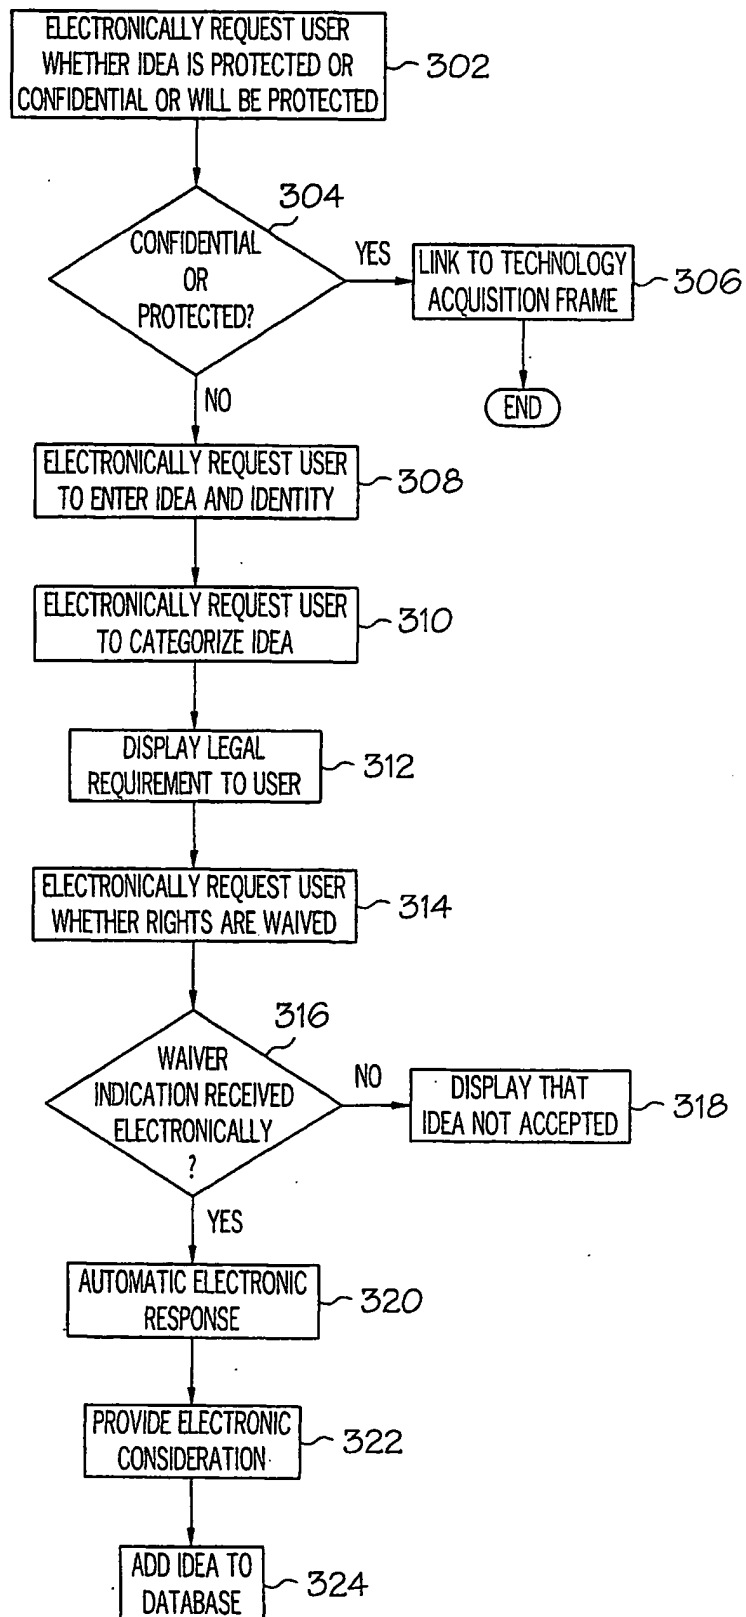 ELECTRONICALLY REQUEST USER
WHETHER IDEA IS PROTECTED OR
CONFIDENTIAL OR WILL BE PROTECTED
302
304
CONFIDENTIAL
OR
PROTECTED?
YES
LINK TO TECHNOLOGY
ACQUISITION FRAME
306
END
NO
ELECTRONICALLY REQUEST USER
TO ENTER IDEA AND IDENTITY
308
ELECTRONICALLY REQUEST USER
TO CATEGORIZE IDEA
310
DISPLAY LEGAL
REQUIREMENT TO USER
312
ELECTRONICALLY REQUEST USER
WHETHER RIGHTS ARE WAIVED
314
316
WAIVER
INDICATION RECEIVED
ELECTRONICALLY
?
NO
DISPLAY THAT
IDEA NOT ACCEPTED
318
YES
AUTOMATIC ELECTRONIC
RESPONSE
320
PROVIDE ELECTRONIC
CONSIDERATION
322
ADD IDEA TO
DATABASE
324